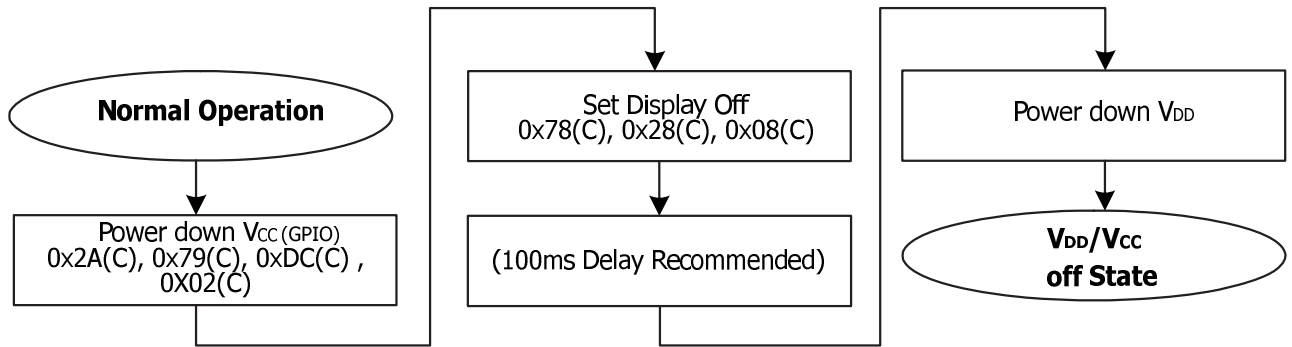 Normal Operation
Power down VCC (GPIO)
0x2A(C), 0x79(C), 0xDC(C) ,
0X02(C)
Set Display Off
0x78(C), 0x28(C), 0x08(C)
(100ms Delay Recommended)
Power down VDD
VDD/VCC
off State